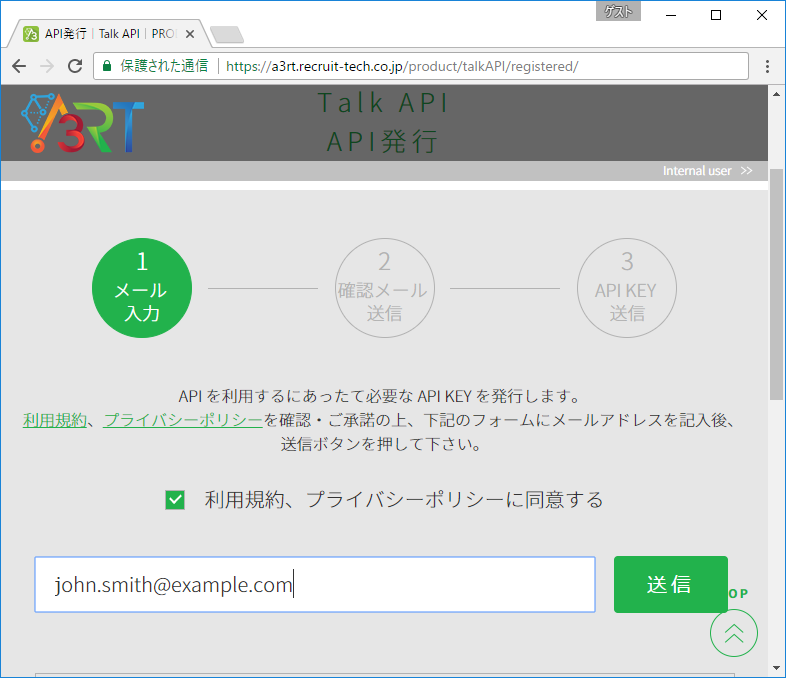 ゲスト
API発行 | Talk API | PRO
保護された通信
https://a3rt.recruit-tech.co.jp/product/talkAPI/registered/
A3RT
Talk API
API発行
Internal user >>
1
メール
入力
2
確認メール
送信
3
API KEY
送信
API を利用するにあったて必要な API KEY を発行します。
利用規約、プライバシーポリシーを確認・ご承諾の上、下記のフォームにメールアドレスを記入後、
送信ボタンを押して下さい。
利用規約、プライバシーポリシーに同意する
john.smith@example.com
送信
OP